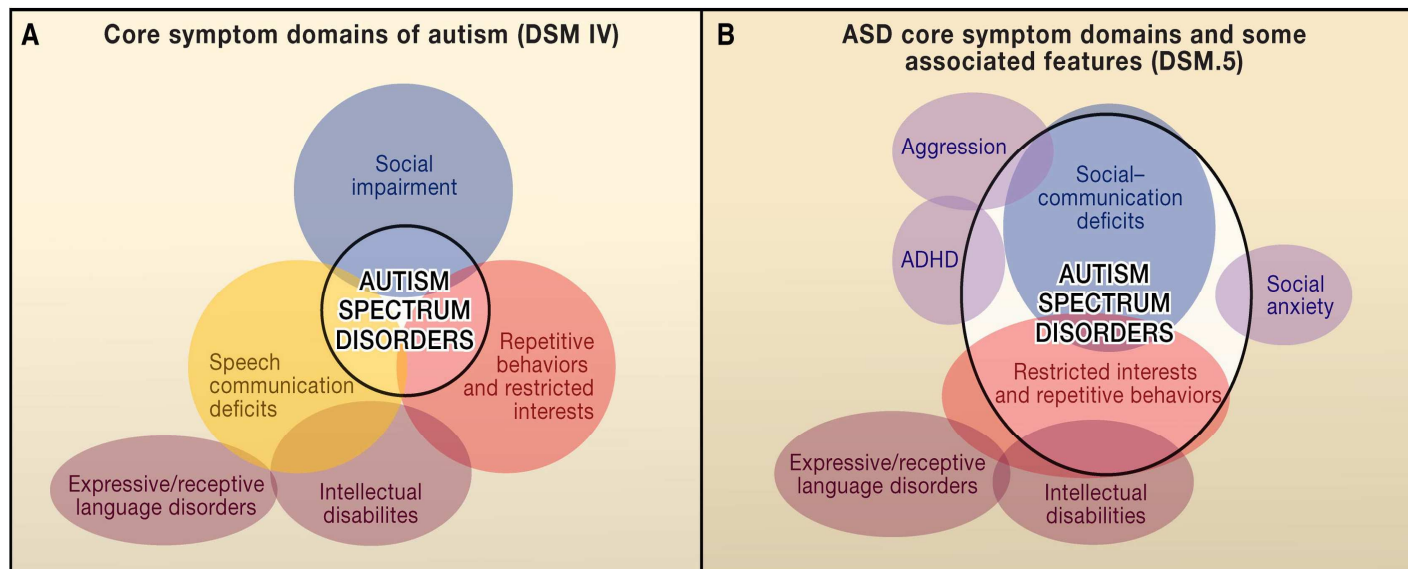 A
Core symptom domains of autism (DSM IV)
Social
impairment
AUTISM
SPECTRUM
DISORDERS
Speech
communication
deficits
Repetitive
behaviors
and restricted
interests
Expressive/receptive
language disorders
Intellectual
disabilites
B
ASD core symptom domains and some
associated features (DSM.5)
Aggression
Social–
communication
deficits
ADHD
AUTISM
SPECTRUM
DISORDERS
Social
anxiety
Restricted interests
and repetitive behaviors
Expressive/receptive
language disorders
Intellectual
disabilities